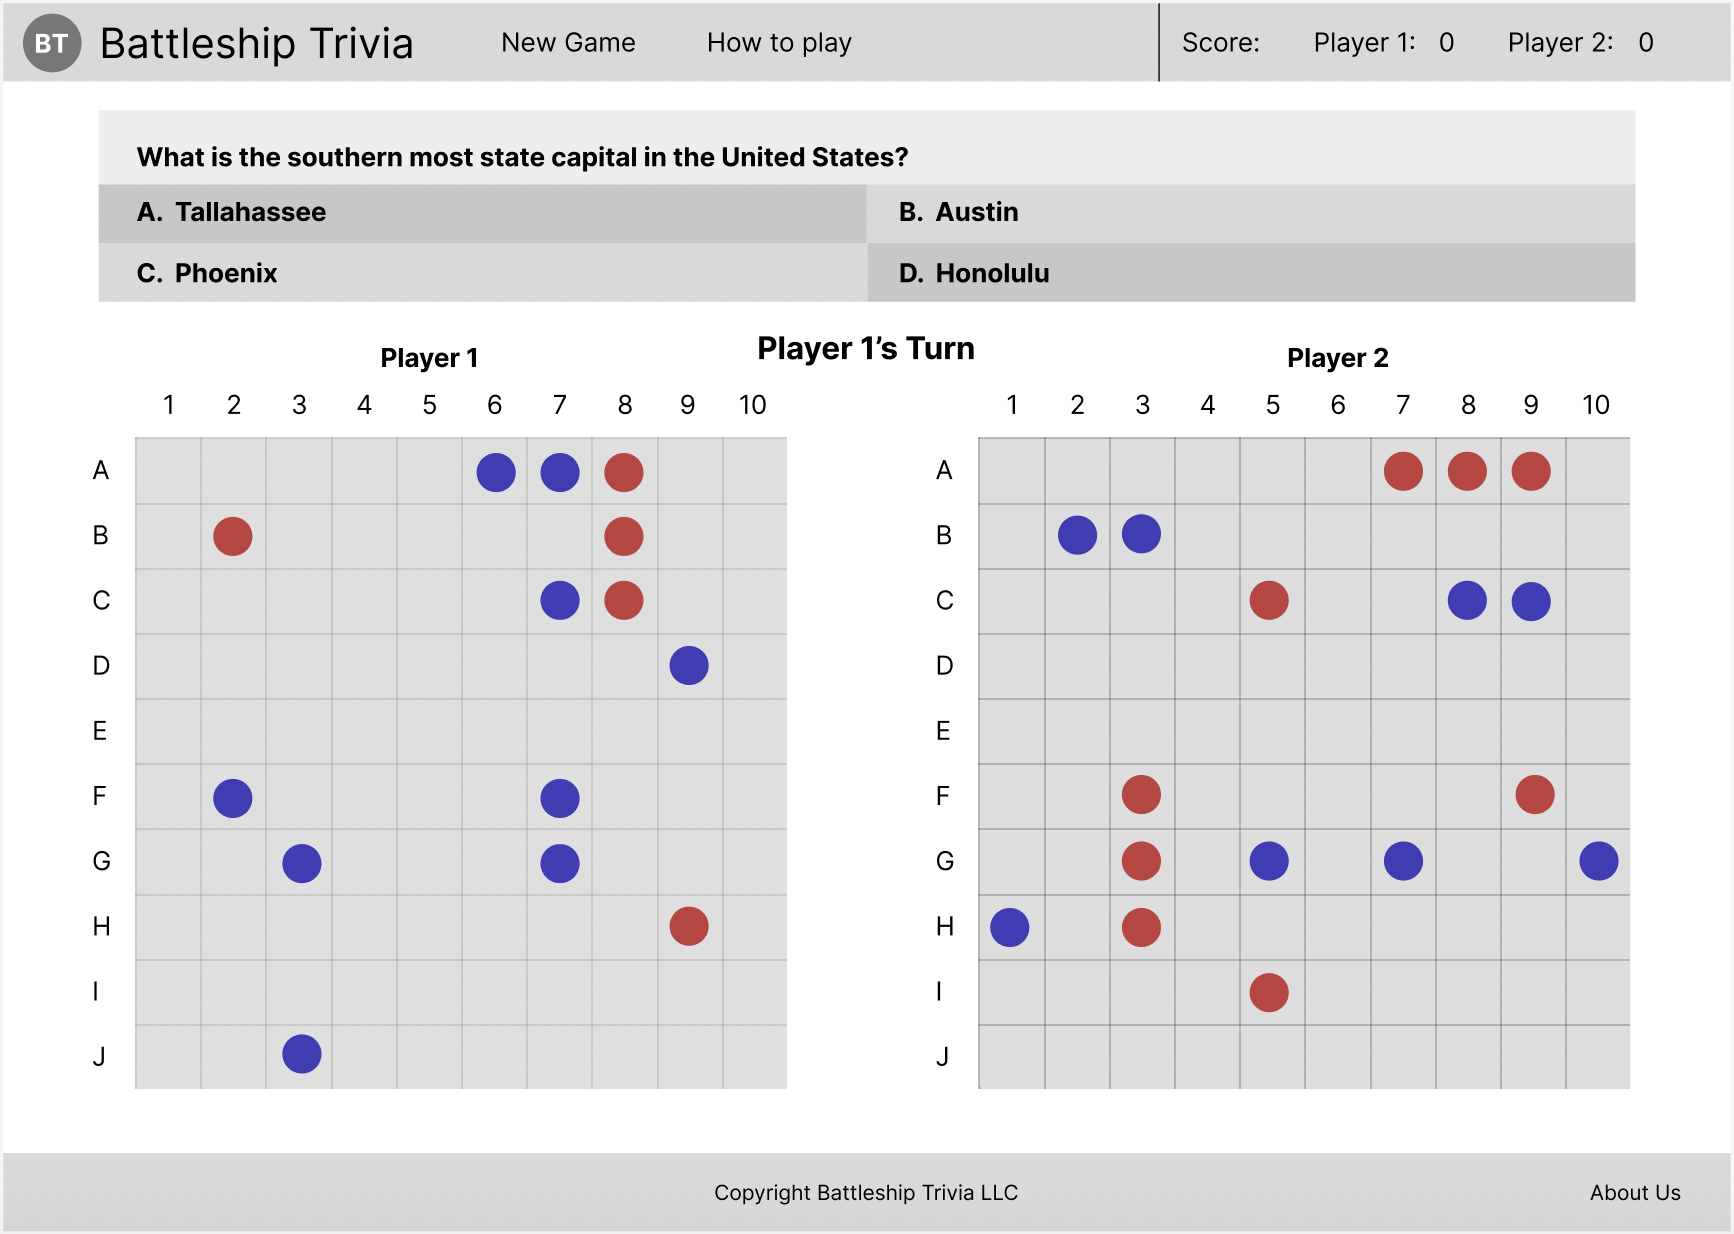 BT Battleship Trivia New Game How to play Score: Player 1: 0 Player 2: 0
What is the southern most state capital in the United States?
A. Tallahassee B. Austin
C. Phoenix D. Honolulu
Player 1's Turn
Player 1 Player 2
1 2 3 4 5 6 7 8 9 10 1 2 3 4 5 6 7 8 9 10
A A
B B
C C
D D
E E
F F
G G
H H
I I
J J
Copyright Battleship Trivia LLC About Us